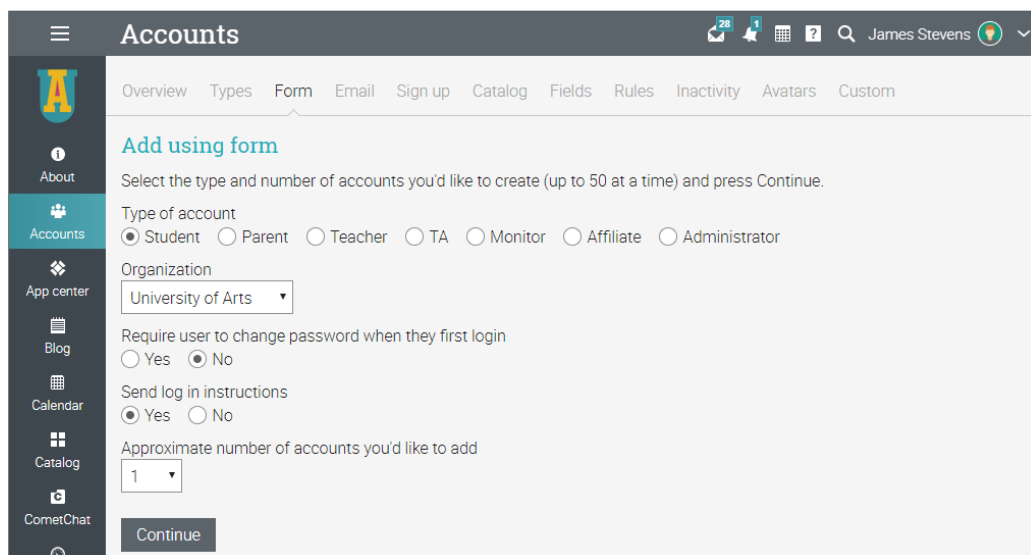 Accounts
28
1
?
James Stevens
A
Overview Types Form Email Sign up Catalog Fields Rules Inactivity Avatars Custom
About
Accounts
App center
Blog
Calendar
Catalog
C
CometChat
Add using form
Select the type and number of accounts you'd like to create (up to 50 at a time) and press Continue.
Type of account
Student Parent Teacher TA Monitor Affiliate Administrator
Organization
University of Arts
Require user to change password when they first login
Yes No
Send log in instructions
Yes No
Approximate number of accounts you'd like to add
1
Continue